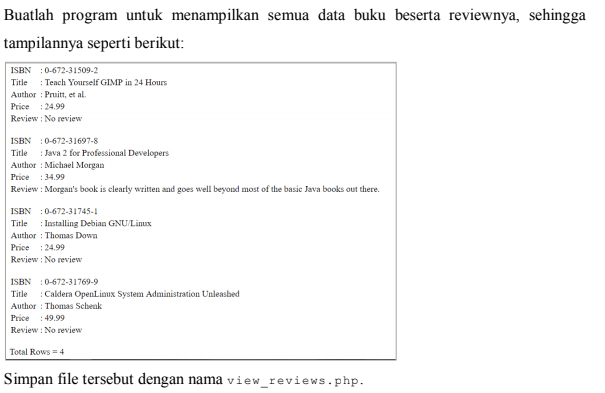 Buatlah program untuk menampilkan semua data buku beserta reviewnya, sehingga
tampilannya seperti berikut:
ISBN : 0-672-31509-2
Title : Teach Yourself GIMP in 24 Hours
Author : Pruitt, et al.
Price : 24.99
Review : No review
ISBN : 0-672-31697-8
Title : Java 2 for Professional Developers
Author : Michael Morgan
Price : 34.99
Review : Morgan's book is clearly written and goes well beyond most of the basic Java books out there.
ISBN : 0-672-31745-1
Title : Installing Debian GNU/Linux
Author : Thomas Down
Price : 24.99
Review : No review
ISBN : 0-672-31769-9
Title : Caldera OpenLinux System Administration Unleashed
Author : Thomas Schenk
Price : 49.99
Review : No review
Total Rows = 4
Simpan file tersebut dengan nama view_reviews.php.